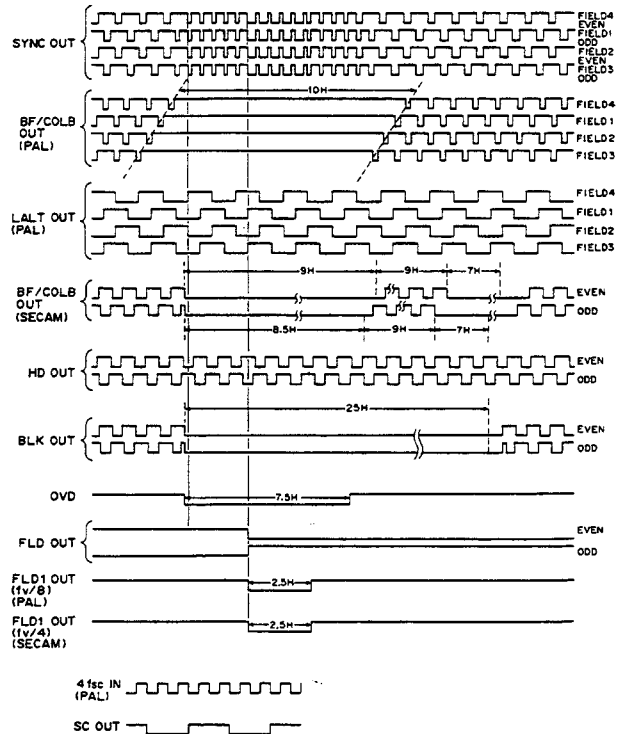 SYNC OUT
FIELD4
EVEN
FIELD1
ODD
FIELD2
EVEN
FIELD3
ODD
10H
BF/COLB
OUT
(PAL)
FIELD4
FIELD1
FIELD2
FIELD3
LALT OUT
(PAL)
FIELD4
FIELD1
FIELD2
FIELD3
9H 9H 7H
BF/COLB
OUT
(SECAM)
EVEN
ODD
8.5H 9H 7H
HD OUT
EVEN
ODD
25H
BLK OUT
EVEN
ODD
OVD
7.5H
FLD OUT
EVEN
ODD
FLD1 OUT
(fv/8)
(PAL)
2.5H
FLD1 OUT
(fv/4)
(SECAM)
2.5H
4fsc IN
(PAL)
SC OUT